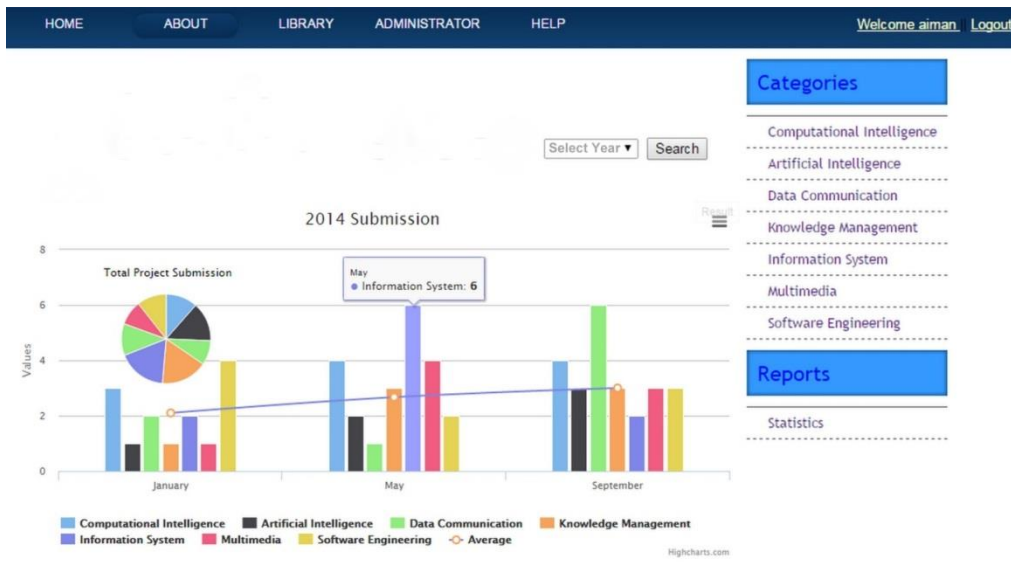 HOME ABOUT LIBRARY ADMINISTRATOR HELP Welcome aiman Logout
Categories
Computational Intelligence
Artificial Intelligence
Data Communication
Knowledge Management
Information System
Multimedia
Software Engineering
Reports
Statistics
Select Year Search
Result
2014 Submission
Total Project Submission
May
Information System: 6
Values
8
6
4
2
0
January May September
Computational Intelligence Artificial Intelligence Data Communication Knowledge Management
Information System Multimedia Software Engineering Average
Highcharts.com